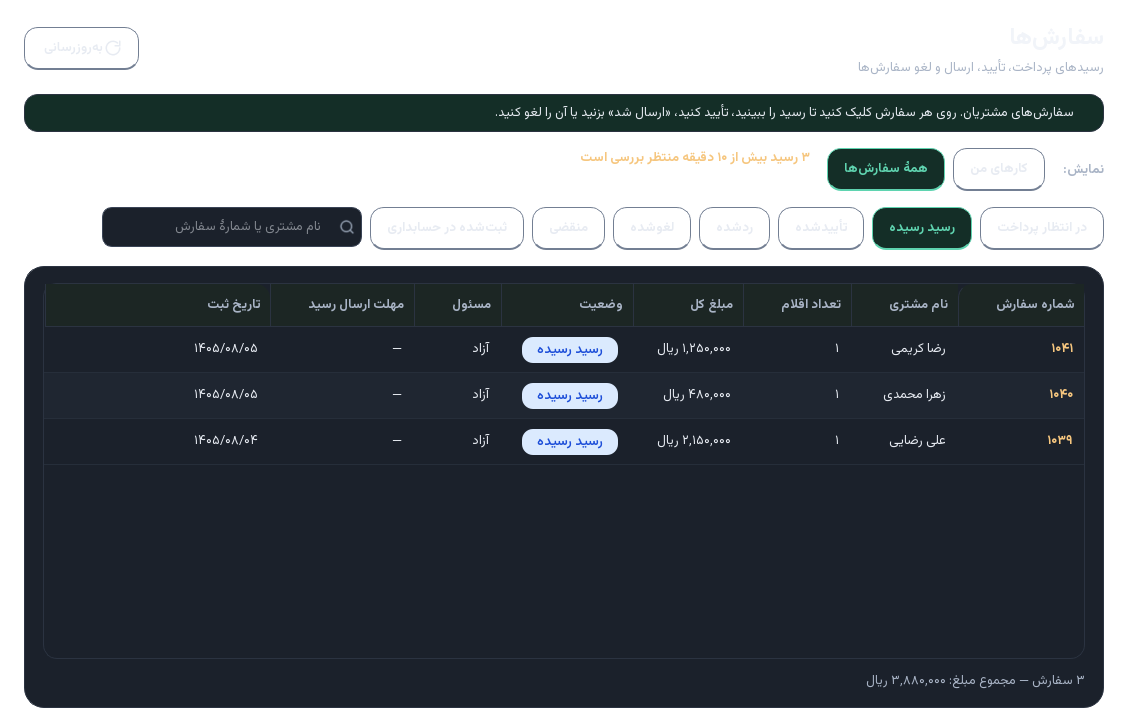 سفارش‌ها
به‌روزرسانی
رسیدهای پرداخت، تأیید، ارسال و لغو سفارش‌ها
سفارش‌های مشتریان. روی هر سفارش کلیک کنید تا رسید را ببینید، تأیید کنید، «ارسال شد» بزنید یا آن را لغو کنید.
نمایش: کارهای من همهٔ سفارش‌ها ۳ رسید بیش از ۱۰ دقیقه منتظر بررسی است
در انتظار پرداخت رسید رسیده تأییدشده ردشده لغوشده منقضی ثبت‌شده در حسابداری نام مشتری یا شمارهٔ سفارش
شماره سفارش نام مشتری تعداد اقلام مبلغ کل وضعیت مسئول مهلت ارسال رسید تاریخ ثبت
۱۰۴۱ رضا کریمی ۱ ۱,۲۵۰,۰۰۰ ریال رسید رسیده آزاد — ۱۴۰۵/۰۸/۰۵
۱۰۴۰ زهرا محمدی ۱ ۴۸۰,۰۰۰ ریال رسید رسیده آزاد — ۱۴۰۵/۰۸/۰۵
۱۰۳۹ علی رضایی ۱ ۲,۱۵۰,۰۰۰ ریال رسید رسیده آزاد — ۱۴۰۵/۰۸/۰۴
۳ سفارش — مجموع مبلغ: ۳,۸۸۰,۰۰۰ ریال